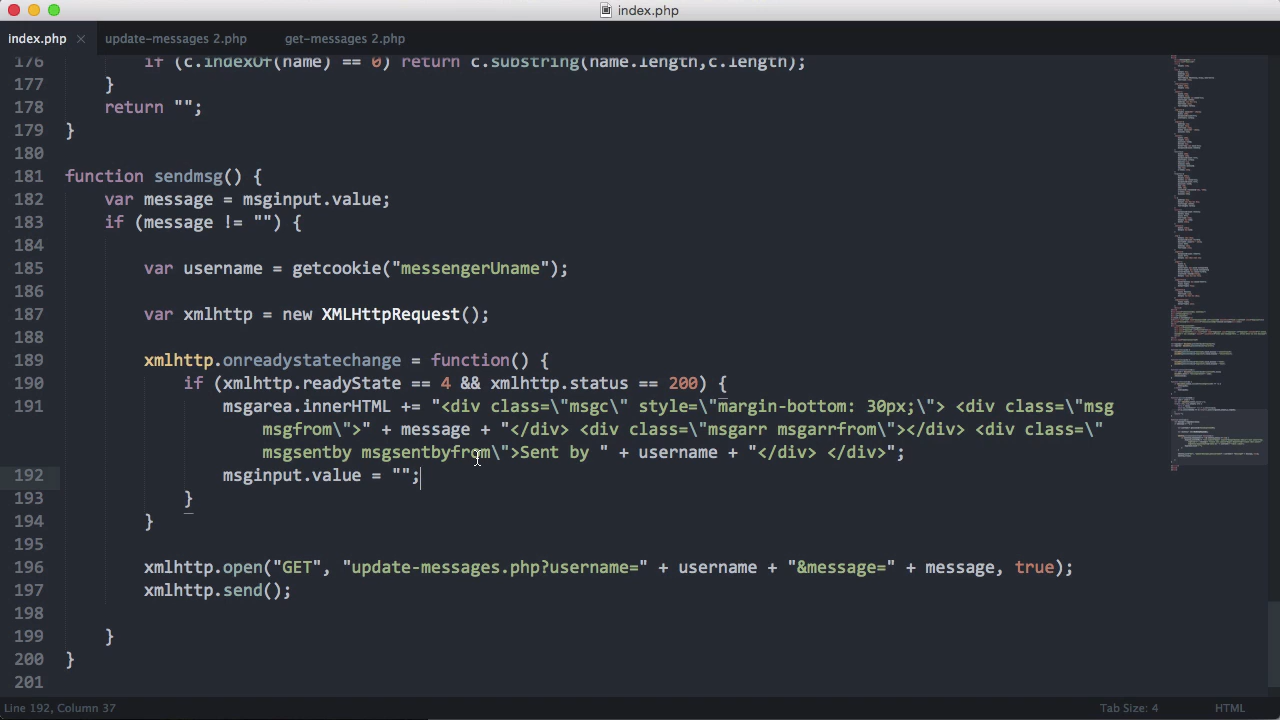 index.php
index.php × update-messages 2.php get-messages 2.php
176 if (c.indexOf(name) == 0) return c.substring(name.length,c.length);
177 }
178 return "";
179 }
180
181 function sendmsg() {
182 var message = msginput.value;
183 if (message != "") {
184
185 var username = getcookie("messengerUname");
186
187 var xmlhttp = new XMLHttpRequest();
188
189 xmlhttp.onreadystatechange = function() {
190 if (xmlhttp.readyState == 4 && xmlhttp.status == 200) {
191 msgarea.innerHTML += "<div class=\"msgc\" style=\"margin-bottom: 30px;\"> <div class=\"msg
msgfrom\">" + message + "</div> <div class=\"msgarr msgarrfrom\"></div> <div class=\"
msgsentby msgsentbyfrom\">Sent by " + username + "</div> </div>";
192 msginput.value = "";
193 }
194 }
195
196 xmlhttp.open("GET", "update-messages.php?username=" + username + "&message=" + message, true);
197 xmlhttp.send();
198
199 }
200 }
201
Line 192, Column 37 Tab Size: 4 HTML